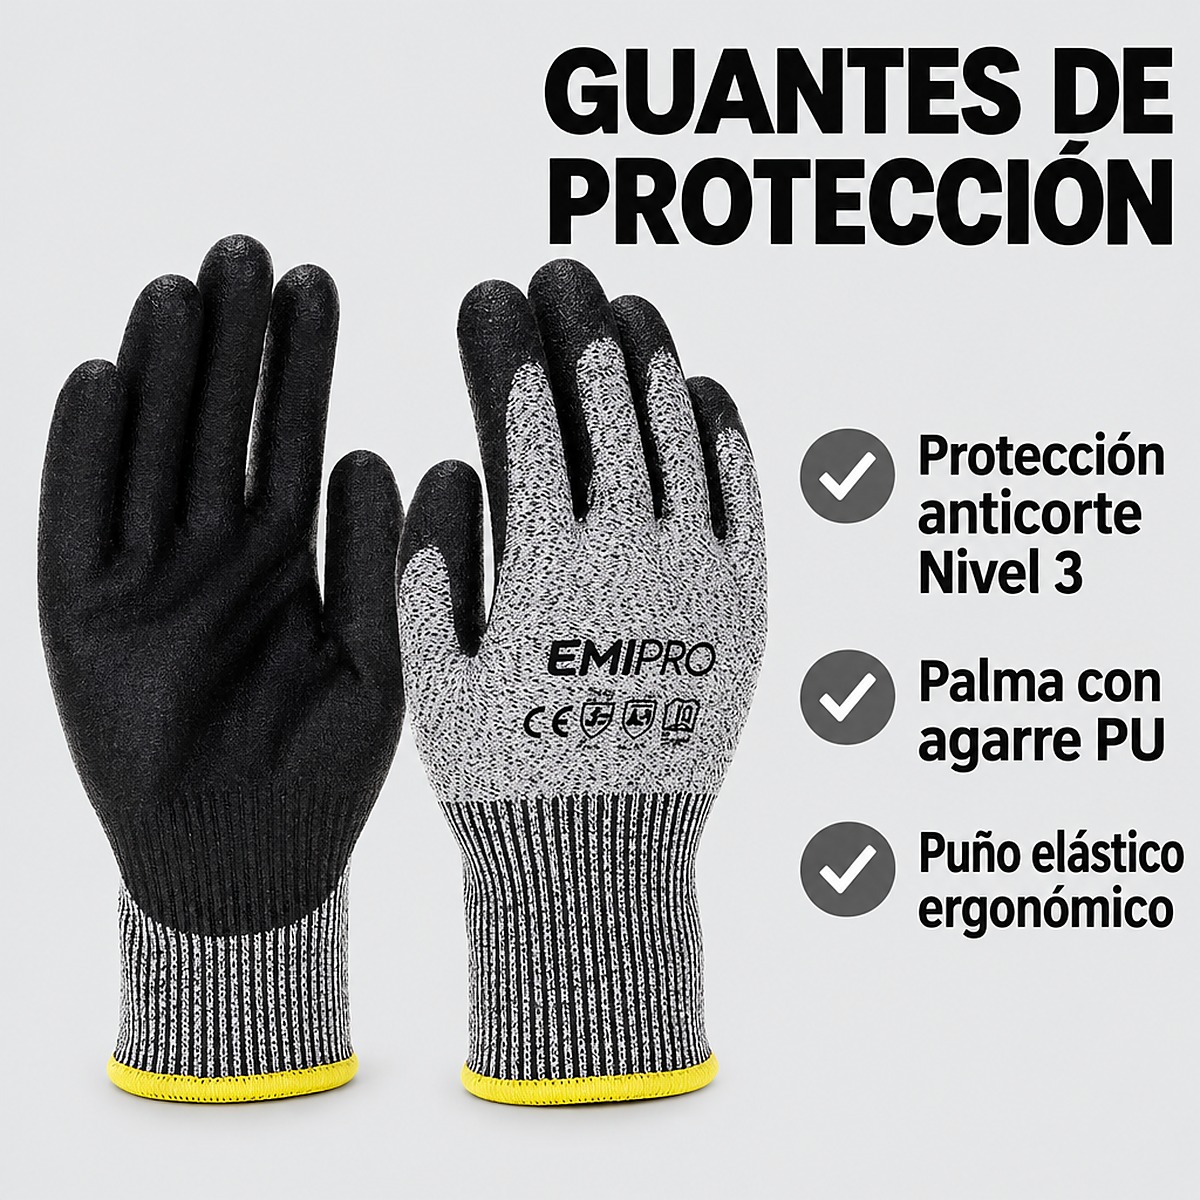 GUANTES DE
PROTECCIÓN
Protección
anticorte
Nivel 3
Palma con
agarre PU
Puño elástico
ergonómico
EMIPRO
CE